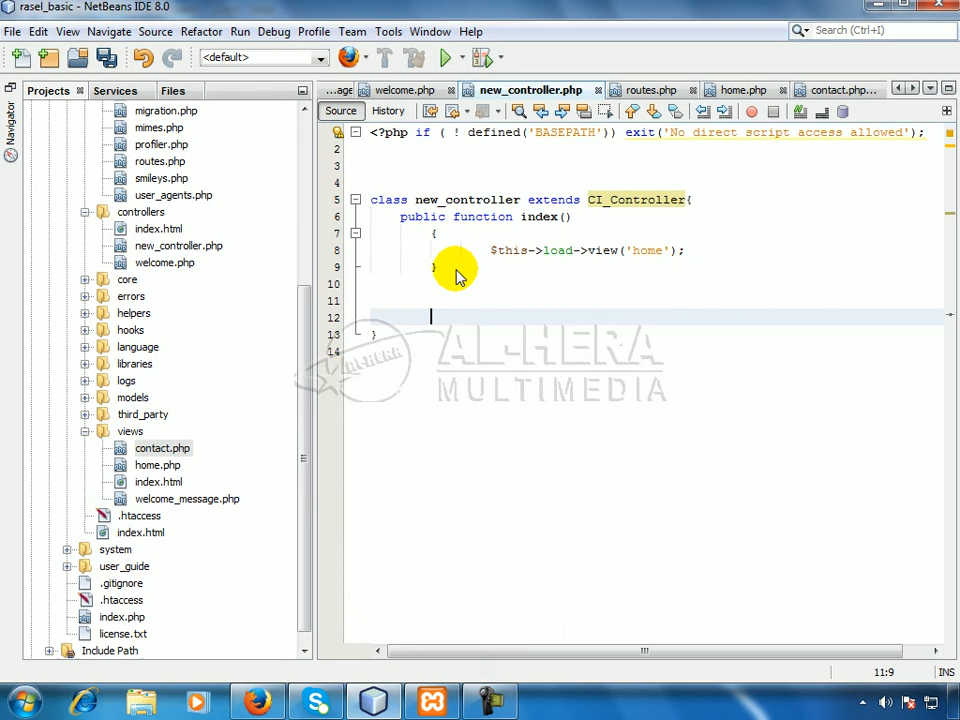 rasel_basic - NetBeans IDE 8.0
File Edit View Navigate Source Refactor Run Debug Profile Team Tools Window Help
Search (Ctrl+I)
<default>
Projects Services Files
...age welcome.php new_controller.php routes.php home.php contact.php...
Navigator
Source History
migration.php
mimes.php
profiler.php
routes.php
smileys.php
user_agents.php
controllers
index.html
new_controller.php
welcome.php
core
errors
helpers
hooks
language
libraries
logs
models
third_party
views
contact.php
home.php
index.html
welcome_message.php
.htaccess
index.html
system
user_guide
.gitignore
.htaccess
index.php
license.txt
Include Path
<?php if ( ! defined('BASEPATH')) exit('No direct script access allowed');
2
3
4
5 class new_controller extends CI_Controller{
6 public function index()
7 {
8 $this->load->view('home');
9 }
10
11
12
13 }
14
AL-HERA
AL-HERA
MULTIMEDIA
11:9 INS